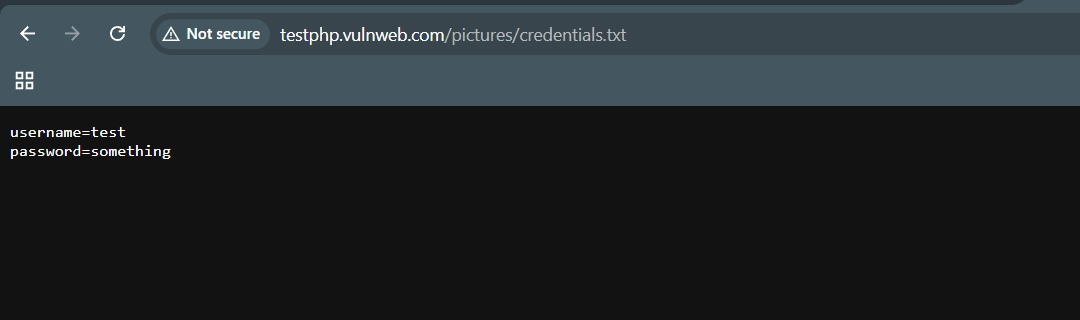 Not secure testphp.vulnweb.com/pictures/credentials.txt
username=test
password=something